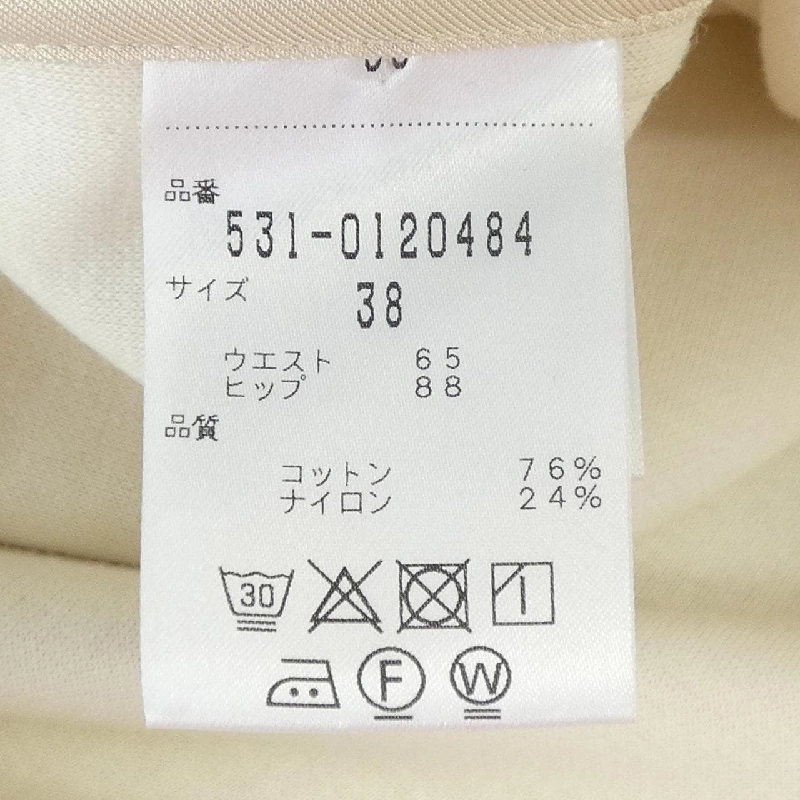 品番
531-0120484
サイズ 38
ウエスト 65
ヒップ 88
品質
コットン 76%
ナイロン 24%
30
F W